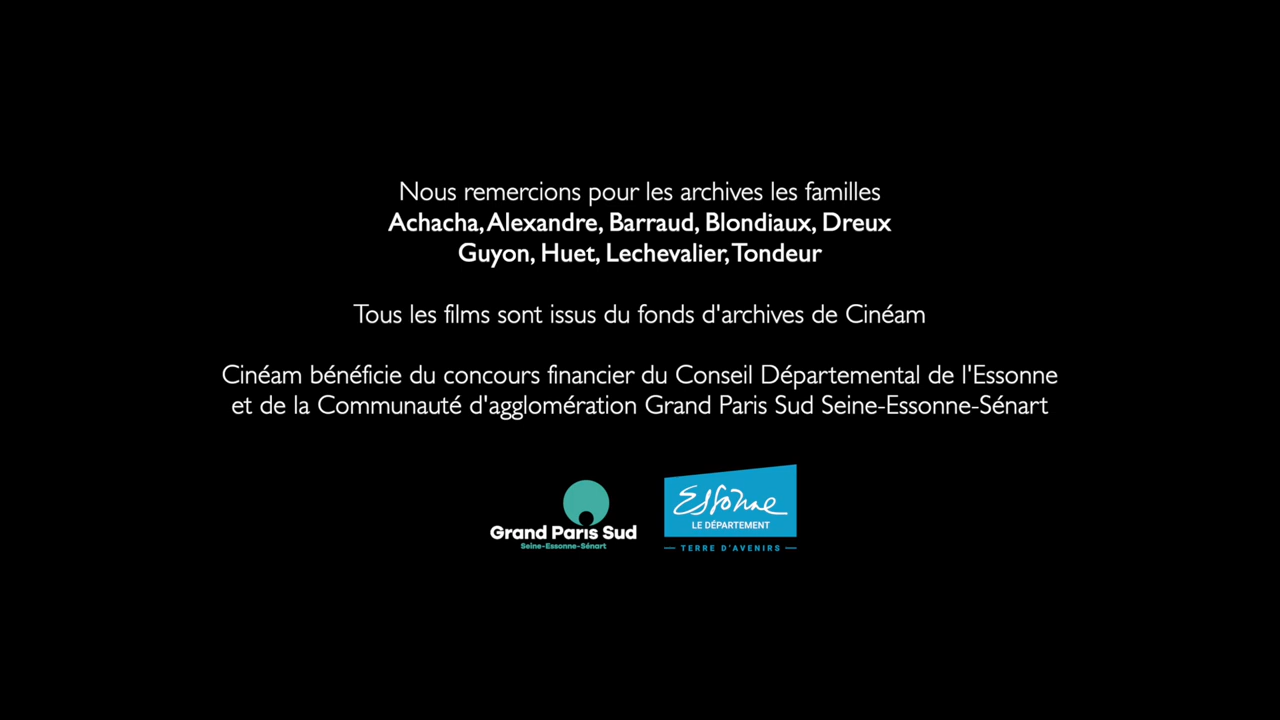 Nous remercions pour les archives les familles
Achacha, Alexandre, Barraud, Blondiaux, Dreux
Guyon, Huet, Lechevalier, Tondeur
Tous les films sont issus du fonds d'archives de Cinéam
Cinéam bénéficie du concours financier du Conseil Départemental de l'Essonne
et de la Communauté d'agglomération Grand Paris Sud Seine-Essonne-Sénart
Grand Paris Sud
Seine-Essonne-Sénart
Essonne
LE DÉPARTEMENT
TERRE D'AVENIRS